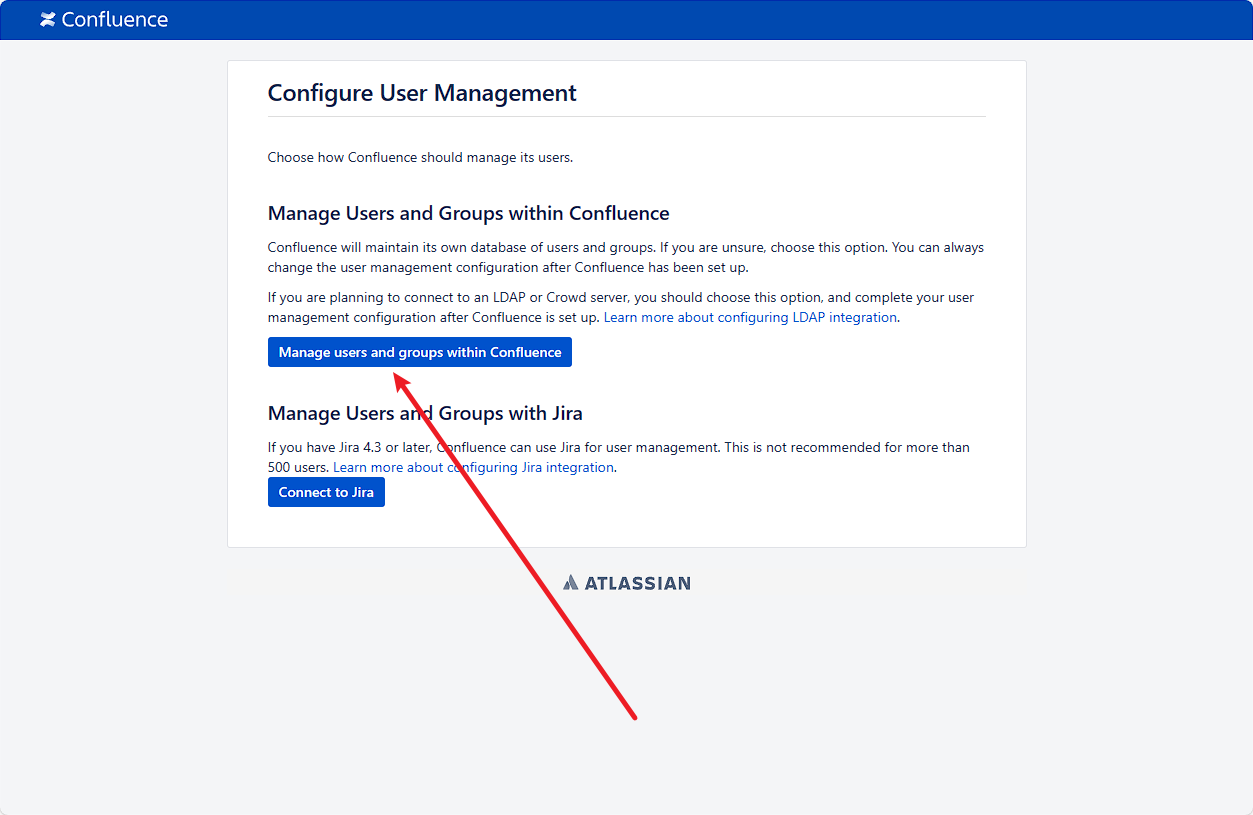 Confluence
Configure User Management
Choose how Confluence should manage its users.
Manage Users and Groups within Confluence
Confluence will maintain its own database of users and groups. If you are unsure, choose this option. You can always
change the user management configuration after Confluence has been set up.
If you are planning to connect to an LDAP or Crowd server, you should choose this option, and complete your user
management configuration after Confluence is set up. Learn more about configuring LDAP integration.
Manage users and groups within Confluence
Manage Users and Groups with Jira
If you have Jira 4.3 or later, Confluence can use Jira for user management. This is not recommended for more than
500 users. Learn more about configuring Jira integration.
Connect to Jira
ATLASSIAN